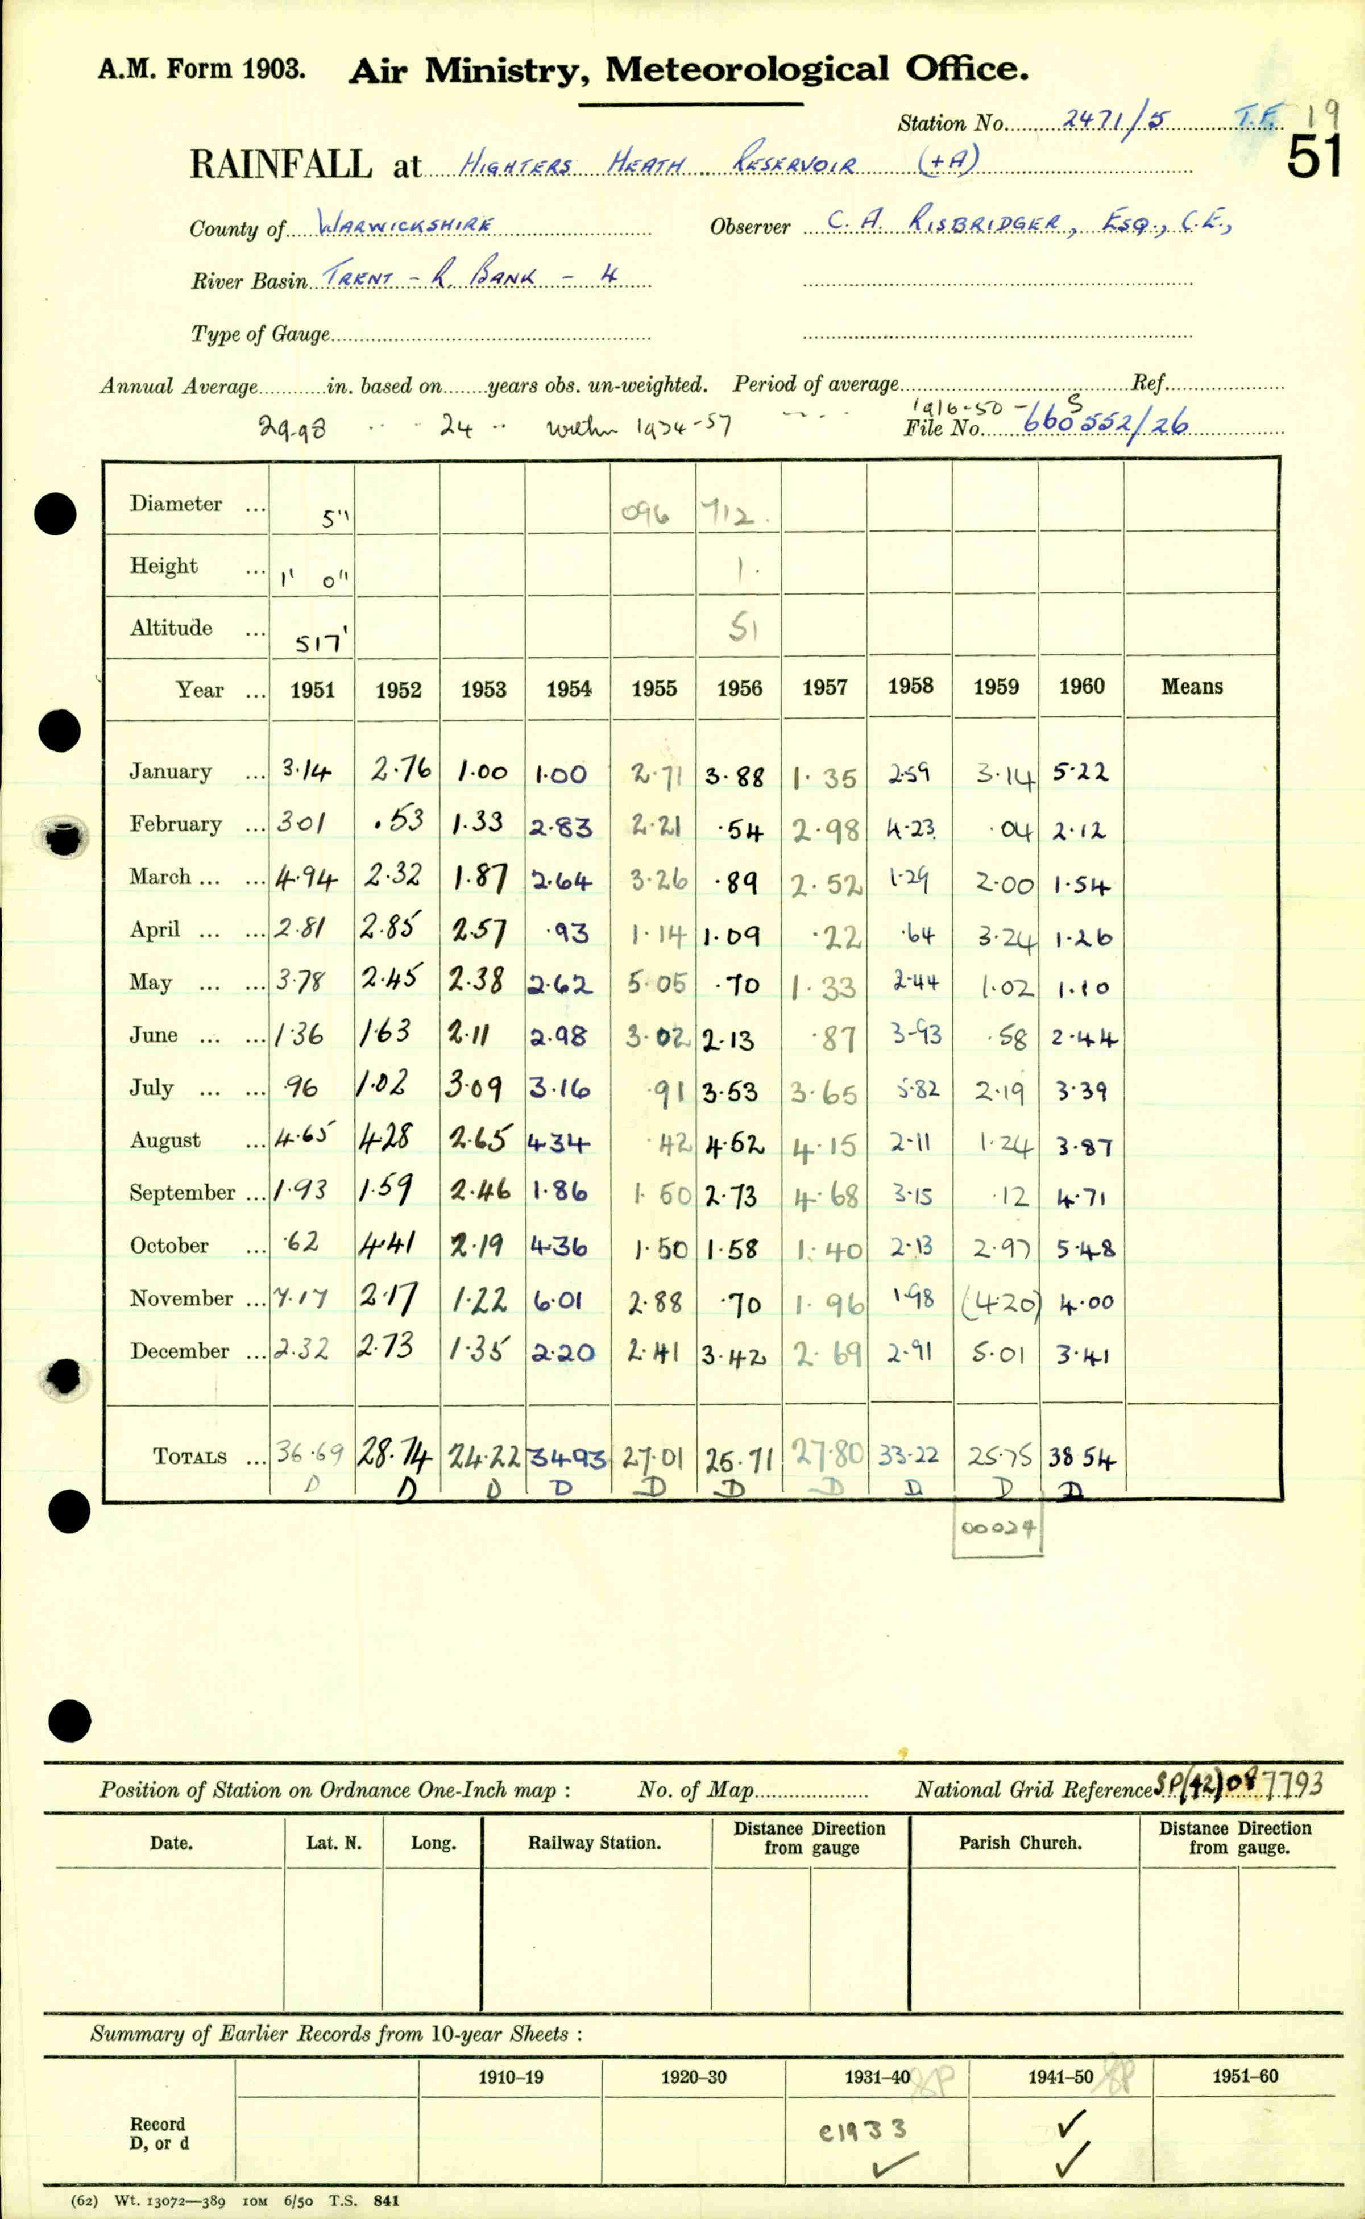 A.M. Form 1903. Air Ministry, Meteorological Office.
Station No. 2471/5 T.F. 19
RAINFALL at HIGHTERS HEATH RESERVOIR (+A) 51
County of WARWICKSHIRE Observer C. A. RISBRIDGER, ESQ., C.E.,
River Basin TRENT - R. BANK - 4
Type of Gauge
Annual Average in. based on years obs. un-weighted. Period of average Ref.
29.98 24 within 1934-57 1916-50 - S
File No. 660552/26
Diameter ... 5" 096 712.
Height ... 1' 0" 1.
Altitude ... 517' 51
Year ... 1951 1952 1953 1954 1955 1956 1957 1958 1959 1960 Means
January ... 3.14 2.76 1.00 1.00 2.71 3.88 1.35 2.59 3.14 5.22
February ... 3.01 .53 1.33 2.83 2.21 .54 2.98 4.23 .04 2.12
March ... ... 4.94 2.32 1.87 2.64 3.26 .89 2.52 1.29 2.00 1.54
April ... ... 2.81 2.85 2.57 .93 1.14 1.09 .22 .64 3.24 1.26
May ... ... 3.78 2.45 2.38 2.62 5.05 .70 1.33 2.44 1.02 1.10
June ... ... 1.36 1.63 2.11 2.98 3.02 2.13 .87 3.93 .58 2.44
July ... ... .96 1.02 3.09 3.16 .91 3.53 3.65 5.82 2.19 3.39
August ... 4.65 4.28 2.65 4.34 .42 4.52 4.15 2.11 1.24 3.87
September ... 1.93 1.59 2.46 1.86 1.50 2.73 4.68 3.15 .12 4.71
October ... .62 4.41 2.19 4.36 1.50 1.58 1.40 2.13 2.97 5.48
November ... 7.17 2.17 1.22 6.01 2.88 .70 1.96 1.98 (4.20) 4.00
December ... 2.32 2.73 1.35 2.20 2.41 3.42 2.69 2.91 5.01 3.41
TOTALS ... 36.69 28.74 24.22 34.93 27.01 25.71 27.80 33.22 25.75 38.54
D D D D D D D D D D
00024
Position of Station on Ordnance One-Inch map : No. of Map National Grid Reference SP(42)087793
Date. Lat. N. Long. Railway Station. Distance Direction from gauge Parish Church. Distance Direction from gauge.
Summary of Earlier Records from 10-year Sheets :
1910-19 1920-30 1931-40 SP 1941-50 SP 1951-60
Record c1933 ✓
D, or d ✓ ✓
(62) Wt. 13072—389 10M 6/50 T.S. 841